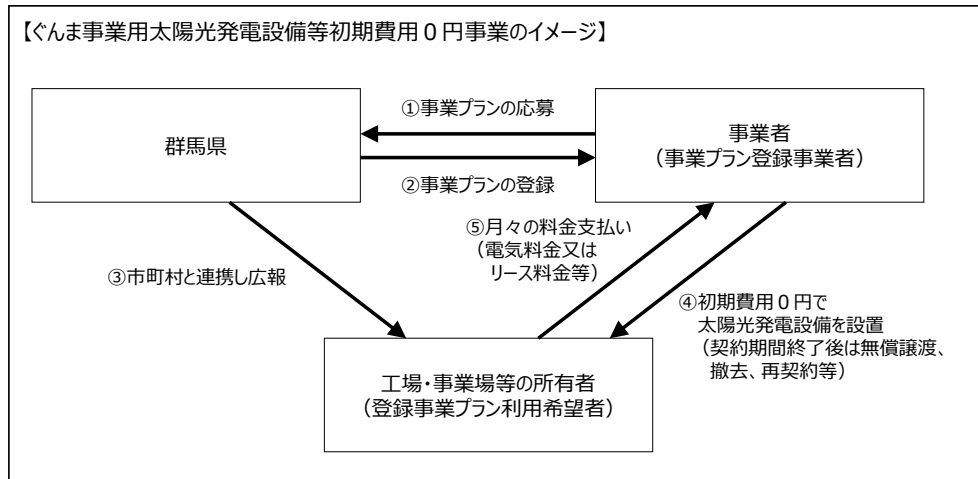 【ぐんま事業用太陽光発電設備等初期費用０円事業のイメージ】
群馬県
①事業プランの応募
②事業プランの登録
事業者
（事業プラン登録事業者）
③市町村と連携し広報
⑤月々の料金支払い
（電気料金又は
リース料金等）
④初期費用０円で
太陽光発電設備を設置
（契約期間終了後は無償譲渡、
撤去、再契約等）
工場・事業場等の所有者
（登録事業プラン利用希望者）